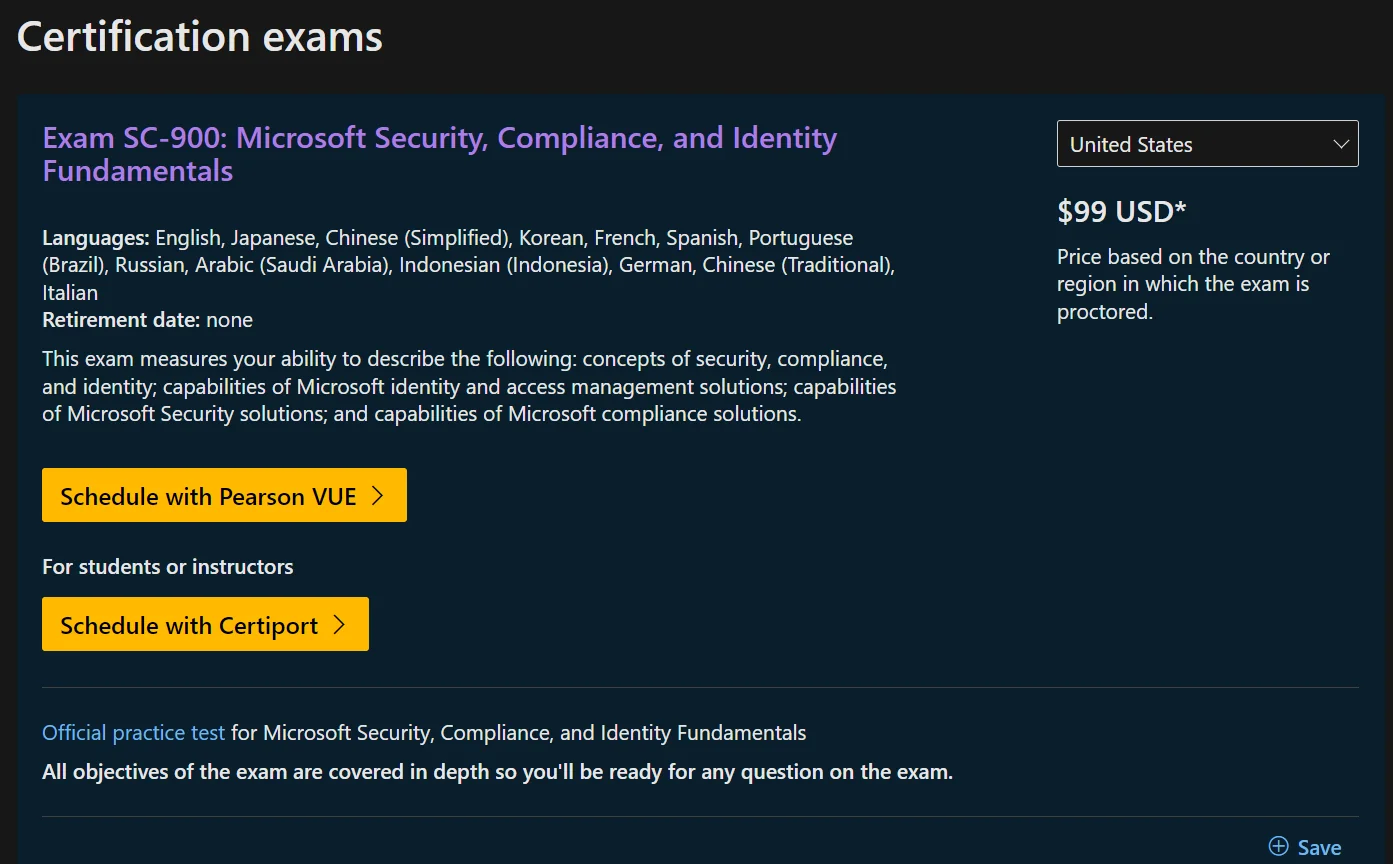 Certification exams
Exam SC-900: Microsoft Security, Compliance, and Identity
Fundamentals
Languages: English, Japanese, Chinese (Simplified), Korean, French, Spanish, Portuguese
(Brazil), Russian, Arabic (Saudi Arabia), Indonesian (Indonesia), German, Chinese (Traditional),
Italian
Retirement date: none
This exam measures your ability to describe the following: concepts of security, compliance,
and identity; capabilities of Microsoft identity and access management solutions; capabilities
of Microsoft Security solutions; and capabilities of Microsoft compliance solutions.
United States
$99 USD*
Price based on the country or
region in which the exam is
proctored.
Schedule with Pearson VUE
For students or instructors
Schedule with Certiport
Official practice test for Microsoft Security, Compliance, and Identity Fundamentals
All objectives of the exam are covered in depth so you'll be ready for any question on the exam.
Save